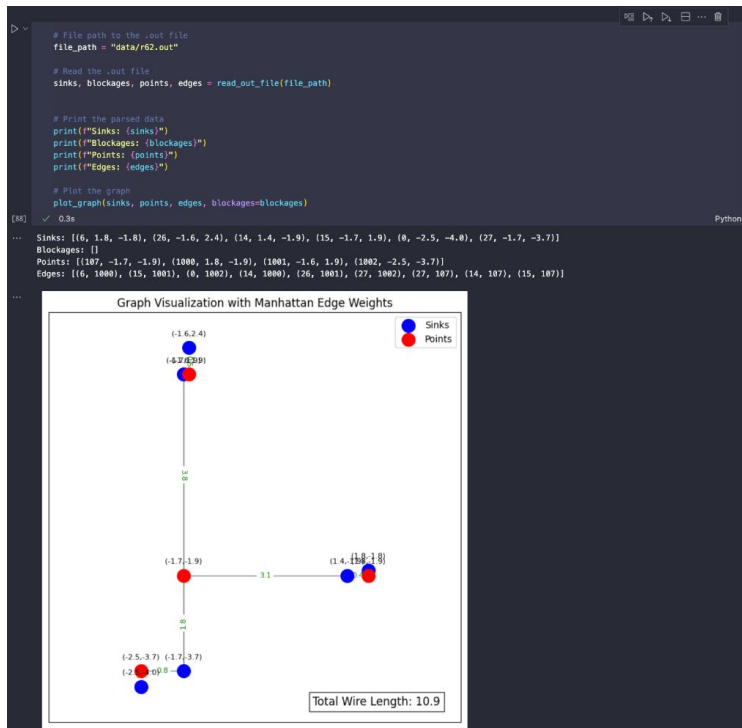 # File path to the .out file
file_path = "data/r62.out"
# Read the .out file
sinks, blockages, points, edges = read_out_file(file_path)
# Print the parsed data
print(f"Sinks: {sinks}")
print(f"Blockages: {blockages}")
print(f"Points: {points}")
print(f"Edges: {edges}")
# Plot the graph
plot_graph(sinks, points, edges, blockages=blockages)
[88]
0.3s
Python
Sinks: [(6, 1.8, -1.8), (26, -1.6, 2.4), (14, 1.4, -1.9), (15, -1.7, 1.9), (0, -2.5, -4.0), (27, -1.7, -3.7)]
Blockages: []
Points: [(107, -1.7, -1.9), (1000, 1.8, -1.9), (1001, -1.6, 1.9), (1002, -2.5, -3.7)]
Edges: [(6, 1000), (15, 1001), (0, 1002), (14, 1000), (26, 1001), (27, 1002), (27, 107), (14, 107), (15, 107)]
Graph Visualization with Manhattan Edge Weights
Sinks
Points
(-1.6,2.4)
3.8
(-1.7,-1.9)
3.1
(1.8,-1.8)
1.8
(-2.5,-3.7)
(-1.7,-3.7)
0.8
Total Wire Length: 10.9